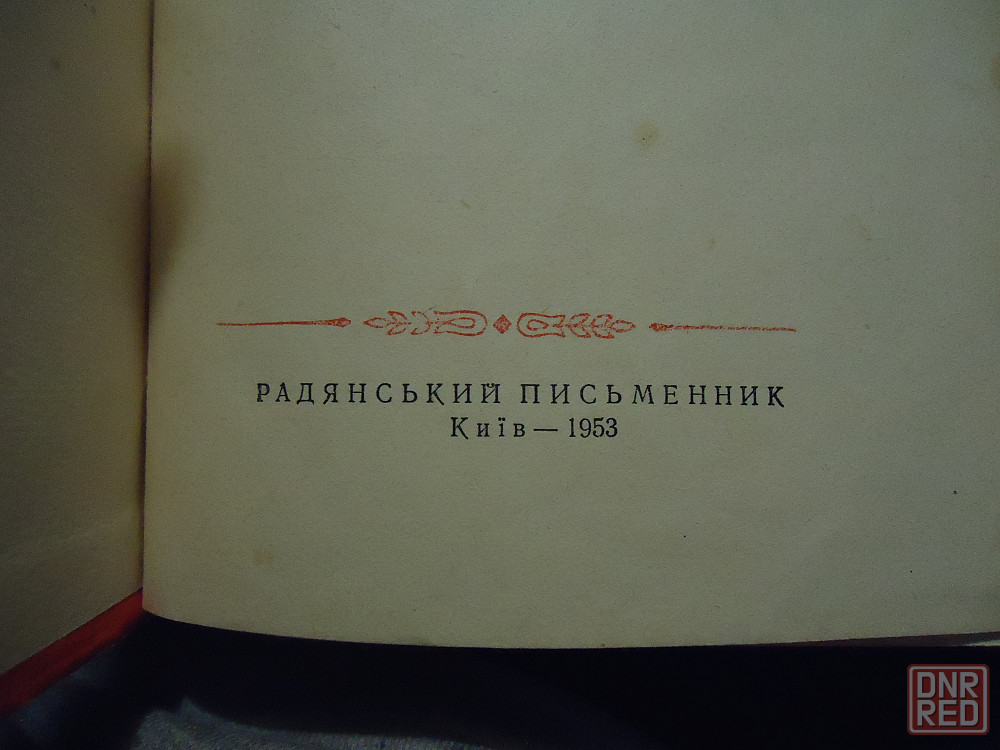 РАДЯНСЬКИЙ ПИСЬМЕННИК
Київ — 1953
DNR
RED